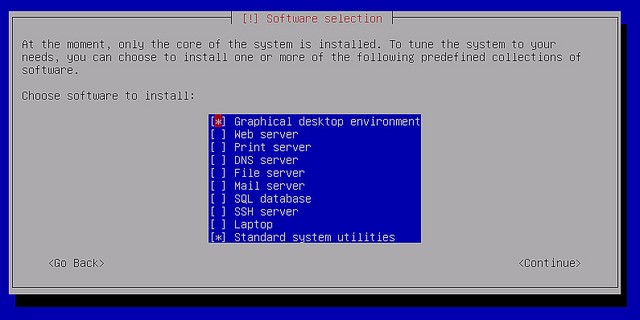 [!] Software selection
At the moment, only the core of the system is installed. To tune the system to your
needs, you can choose to install one or more of the following predefined collections of
software.
Choose software to install:
[*] Graphical desktop environment
[ ] Web server
[ ] Print server
[ ] DNS server
[ ] File server
[ ] Mail server
[ ] SQL database
[ ] SSH server
[ ] Laptop
[*] Standard system utilities
<Go Back> <Continue>